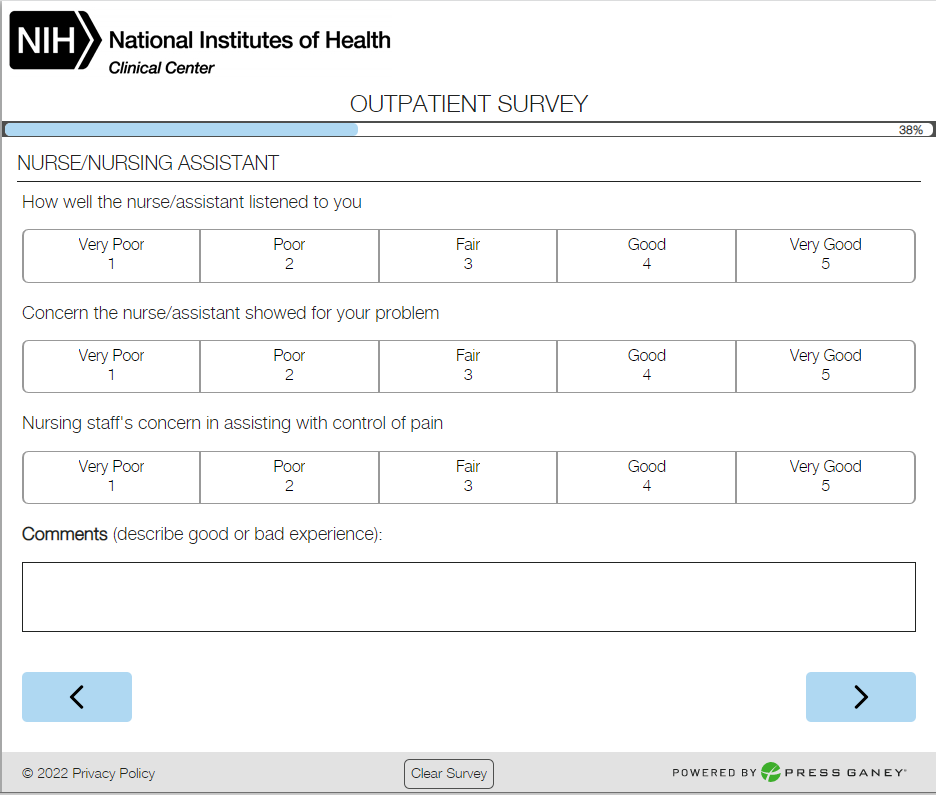 NIH National Institutes of Health
Clinical Center
OUTPATIENT SURVEY
38%
NURSE/NURSING ASSISTANT
How well the nurse/assistant listened to you
Very Poor Poor Fair Good Very Good
1 2 3 4 5
Concern the nurse/assistant showed for your problem
Very Poor Poor Fair Good Very Good
1 2 3 4 5
Nursing staff's concern in assisting with control of pain
Very Poor Poor Fair Good Very Good
1 2 3 4 5
Comments (describe good or bad experience):
© 2022 Privacy Policy Clear Survey POWERED BY PRESS GANEY